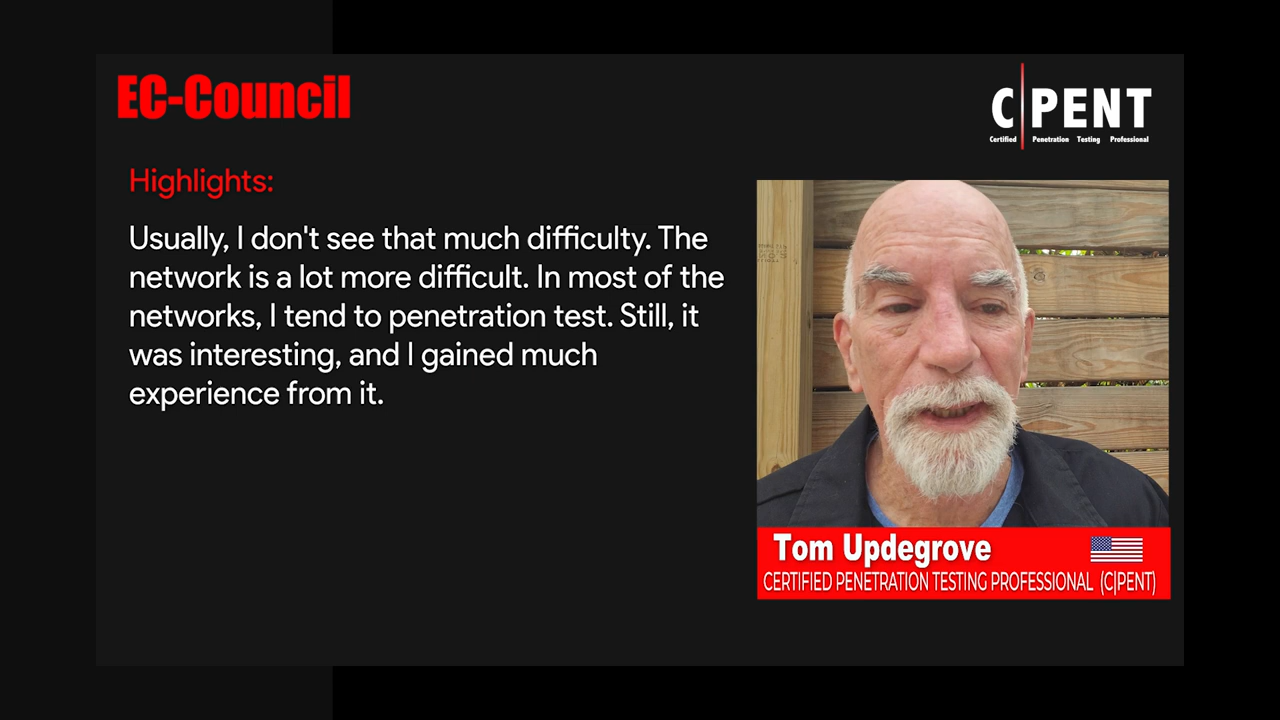 EC-Council
C|PENT
Certified Penetration Testing Professional
Highlights:
Usually, I don't see that much difficulty. The
network is a lot more difficult. In most of the
networks, I tend to penetration test. Still, it
was interesting, and I gained much
experience from it.
Tom Updegrove
CERTIFIED PENETRATION TESTING PROFESSIONAL (C|PENT)